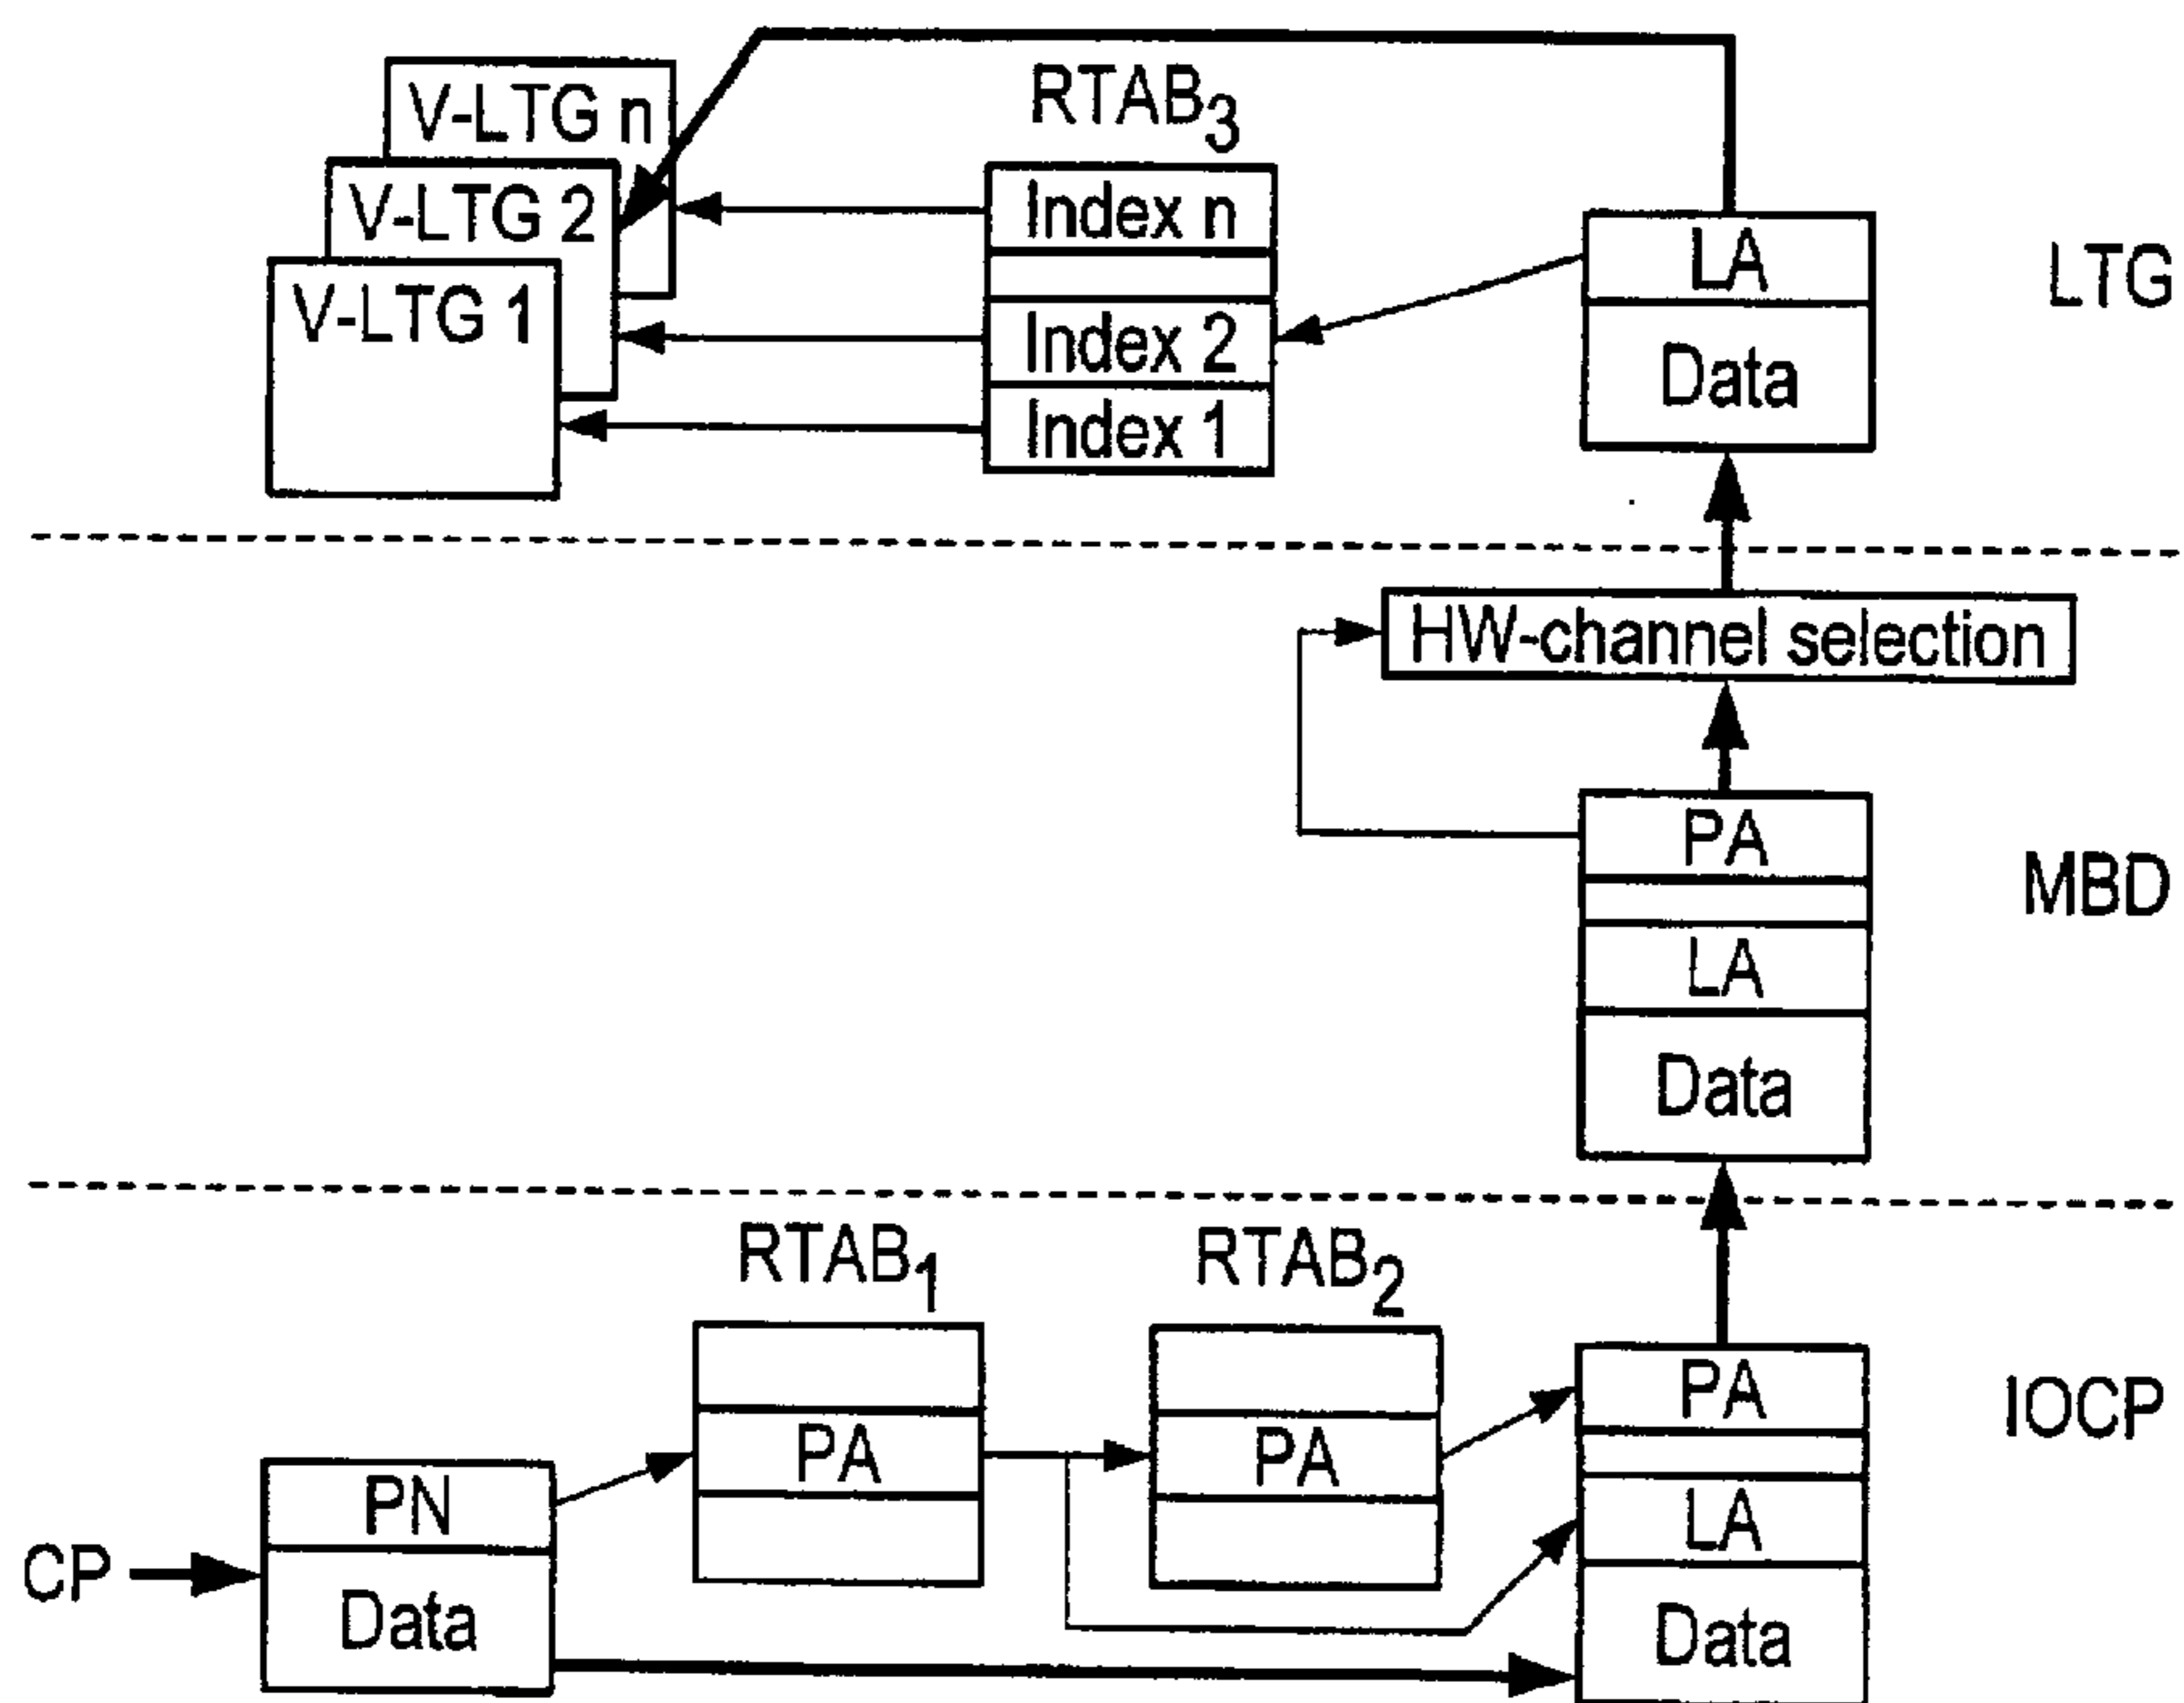 V-LTG n
RTAB3
V-LTG 2
Index n
LA
LTG
V-LTG 1
Index 2
Data
Index 1
HW-channel selection
PA
MBD
LA
Data
RTAB1
RTAB2
PA
IOCP
PA
PA
PN
LA
CP
Data
Data